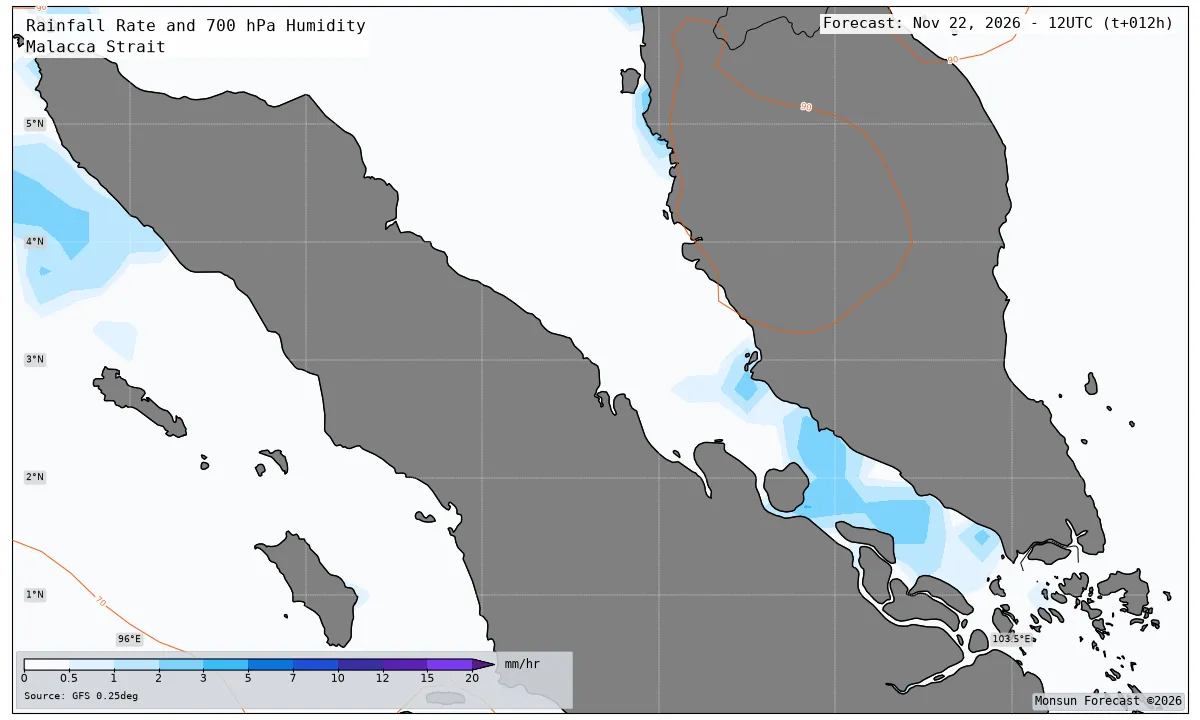 Rainfall Rate and 700 hPa Humidity
Malacca Strait
Forecast: Nov 22, 2026 - 12UTC (t+012h)
90
90
90
5°N
4°N
3°N
2°N
1°N
70
96°E
103.5°E
mm/hr
0 0.5 1 2 3 5 7 10 12 15 20
Source: GFS 0.25deg
Monsun Forecast ©2026